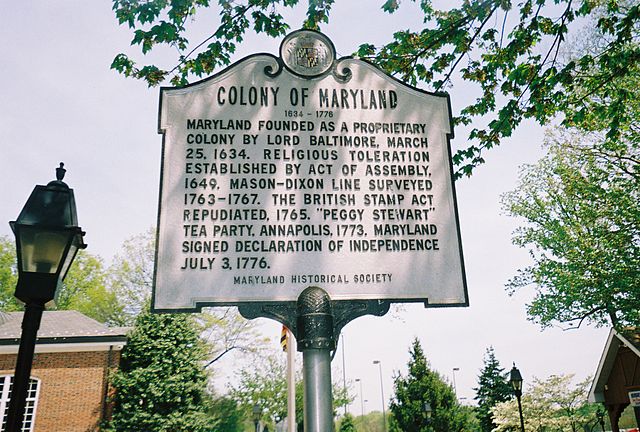 COLONY OF MARYLAND
1634 - 1776
MARYLAND FOUNDED AS A PROPRIETARY
COLONY BY LORD BALTIMORE, MARCH
25, 1634. RELIGIOUS TOLERATION
ESTABLISHED BY ACT OF ASSEMBLY,
1649. MASON-DIXON LINE SURVEYED
1763-1767. THE BRITISH STAMP ACT
REPUDIATED, 1765. "PEGGY STEWART"
TEA PARTY, ANNAPOLIS, 1773. MARYLAND
SIGNED DECLARATION OF INDEPENDENCE
JULY 3, 1776.
MARYLAND HISTORICAL SOCIETY